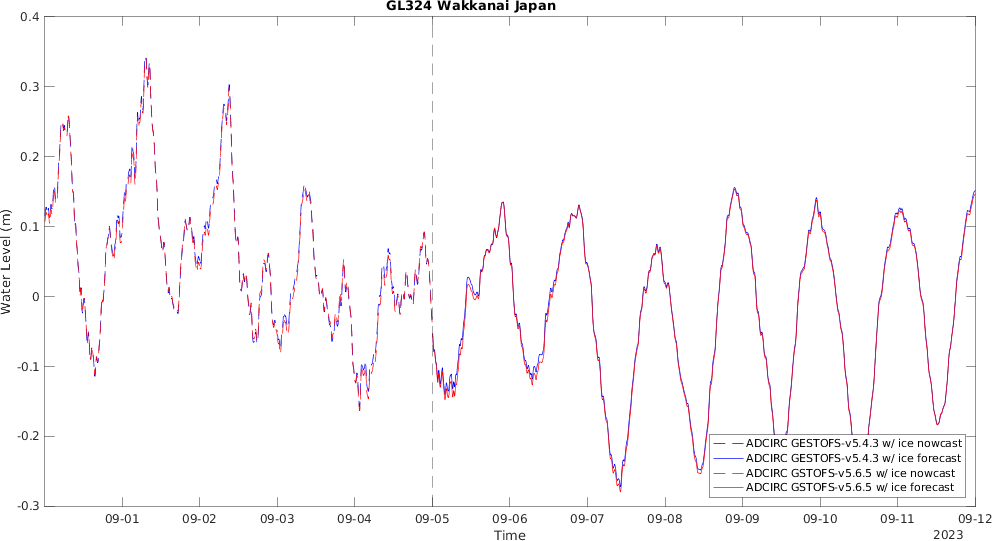 GL324 Wakkanai Japan
0.4
0.3
0.2
0.1
0
-0.1
-0.2
-0.3
Water Level (m)
ADCIRC GESTOFS-v5.4.3 w/ ice nowcast
ADCIRC GESTOFS-v5.4.3 w/ ice forecast
ADCIRC GSTOFS-v5.6.5 w/ ice nowcast
ADCIRC GSTOFS-v5.6.5 w/ ice forecast
09-01 09-02 09-03 09-04 09-05 09-06 09-07 09-08 09-09 09-10 09-11 09-12
Time
2023